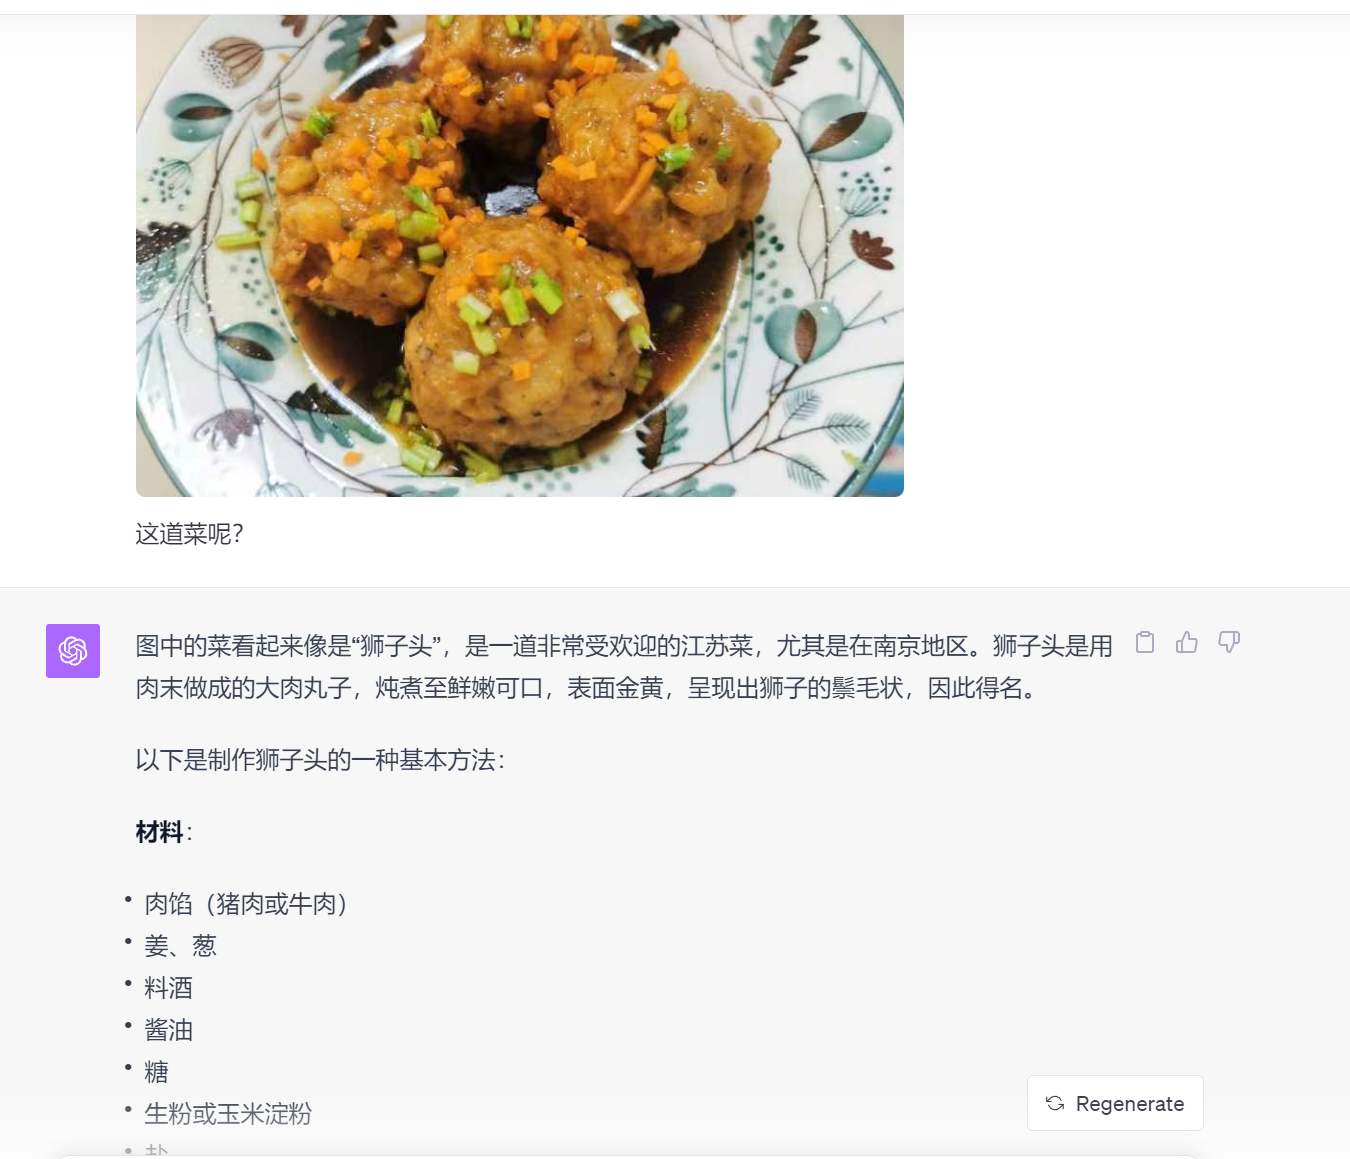 这道菜呢？
图中的菜看起来像是“狮子头”，是一道非常受欢迎的江苏菜，尤其是在南京地区。狮子头是用
肉末做成的大肉丸子，炖煮至鲜嫩可口，表面金黄，呈现出狮子的鬃毛状，因此得名。
以下是制作狮子头的一种基本方法：
材料：
• 肉馅（猪肉或牛肉）
• 姜、葱
• 料酒
• 酱油
• 糖
• 生粉或玉米淀粉
Regenerate